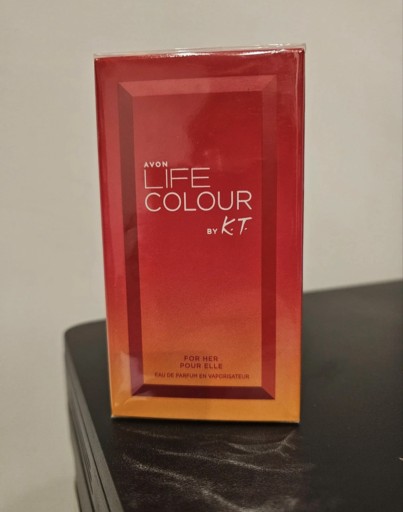 AVON
LIFE
COLOUR
BY K.T.
FOR HER
POUR ELLE
EAU DE PARFUM EN VAPORISATEUR